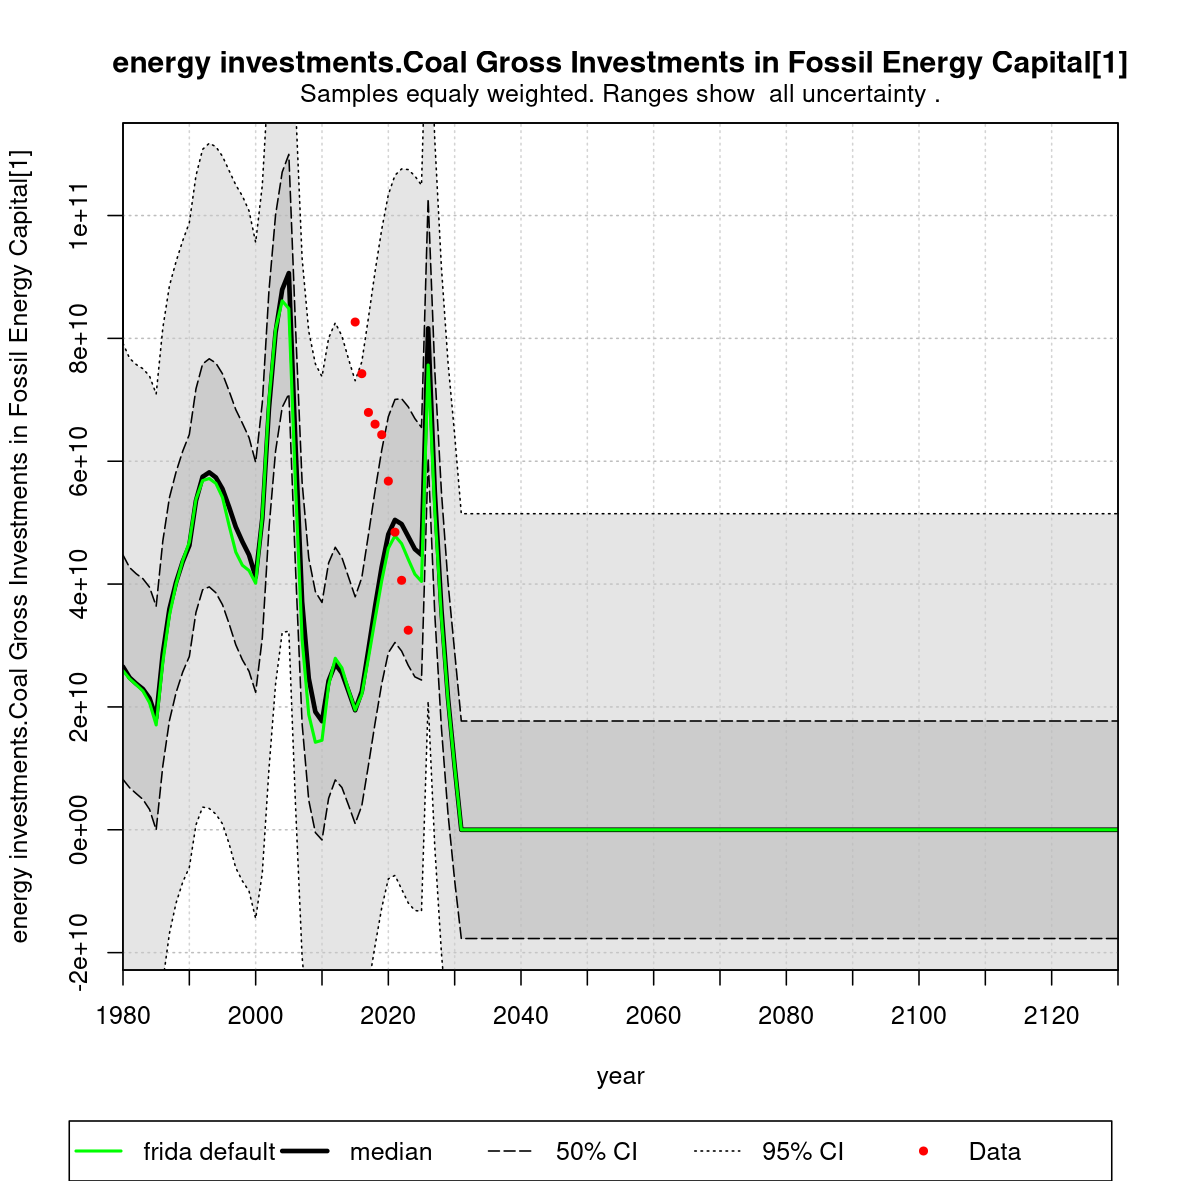 energy investments.Coal Gross Investments in Fossil Energy Capital[1]
Samples equaly weighted. Ranges show  all uncertainty .
energy investments.Coal Gross Investments in Fossil Energy Capital[1]
1e+11
8e+10
6e+10
4e+10
2e+10
0e+00
-2e+10
1980 2000 2020 2040 2060 2080 2100 2120
year
frida default median 50% CI 95% CI Data